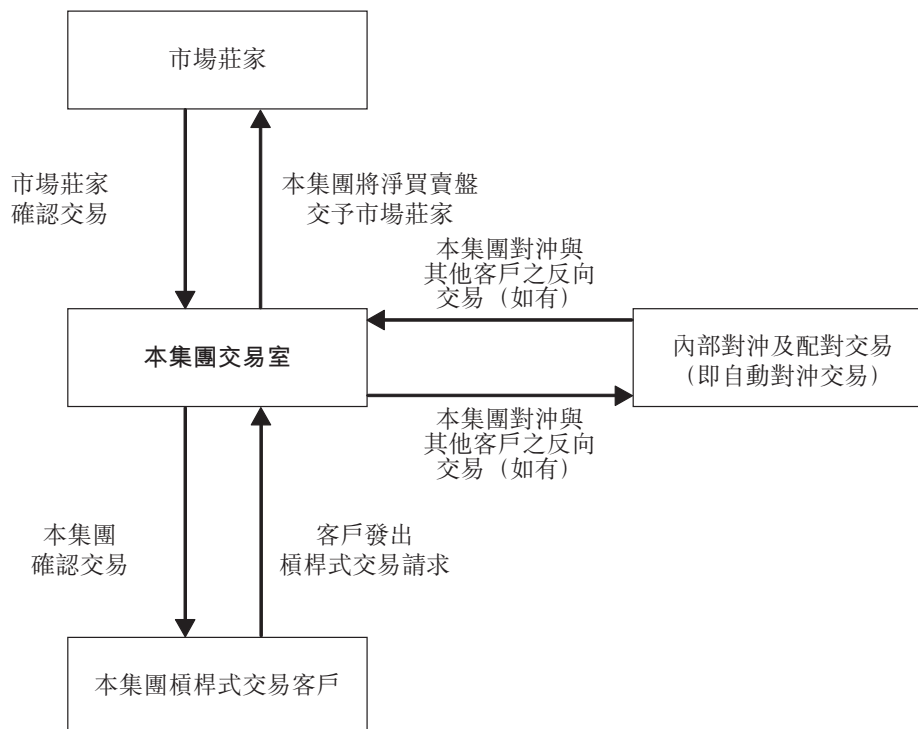 市場莊家
市場莊家
確認交易
本集團將淨買賣盤
交予市場莊家
本集團對沖與
其他客戶之反向
交易（如有）
本集團交易室
內部對沖及配對交易
（即自動對沖交易）
本集團對沖與
其他客戶之反向
交易（如有）
本集團
確認交易
客戶發出
槓桿式交易請求
本集團槓桿式交易客戶